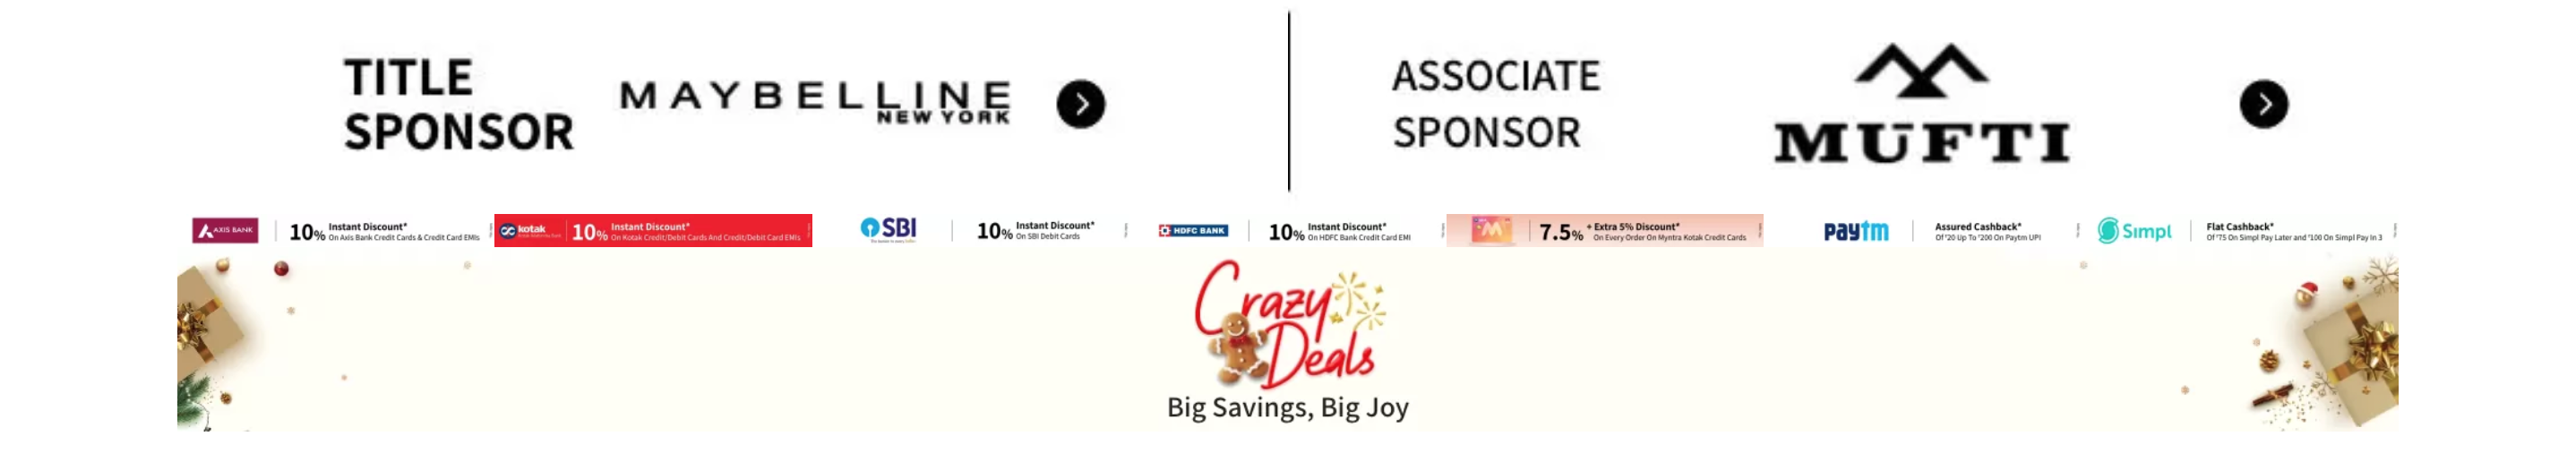 TITLE
SPONSOR
MAYBELLINE
NEW YORK
ASSOCIATE
SPONSOR
MUFTI
AXIS BANK
10% Instant Discount*
On Axis Bank Credit Cards & Credit Card EMIs
kotak
10% Instant Discount*
On Kotak Credit/Debit Cards And Credit/Debit Card EMIs
SBI
10% Instant Discount*
On SBI Debit Cards
HDFC BANK
10% Instant Discount*
On HDFC Bank Credit Card EMI
7.5% + Extra 5% Discount*
On Every Order On Myntra Kotak Credit Cards
paytm
Assured Cashback*
Of ₹20 Up To ₹200 On Paytm UPI
Simpl
Flat Cashback*
Of ₹75 On Simpl Pay Later and ₹100 On Simpl Pay In 3
Crazy
Deals
Big Savings, Big Joy